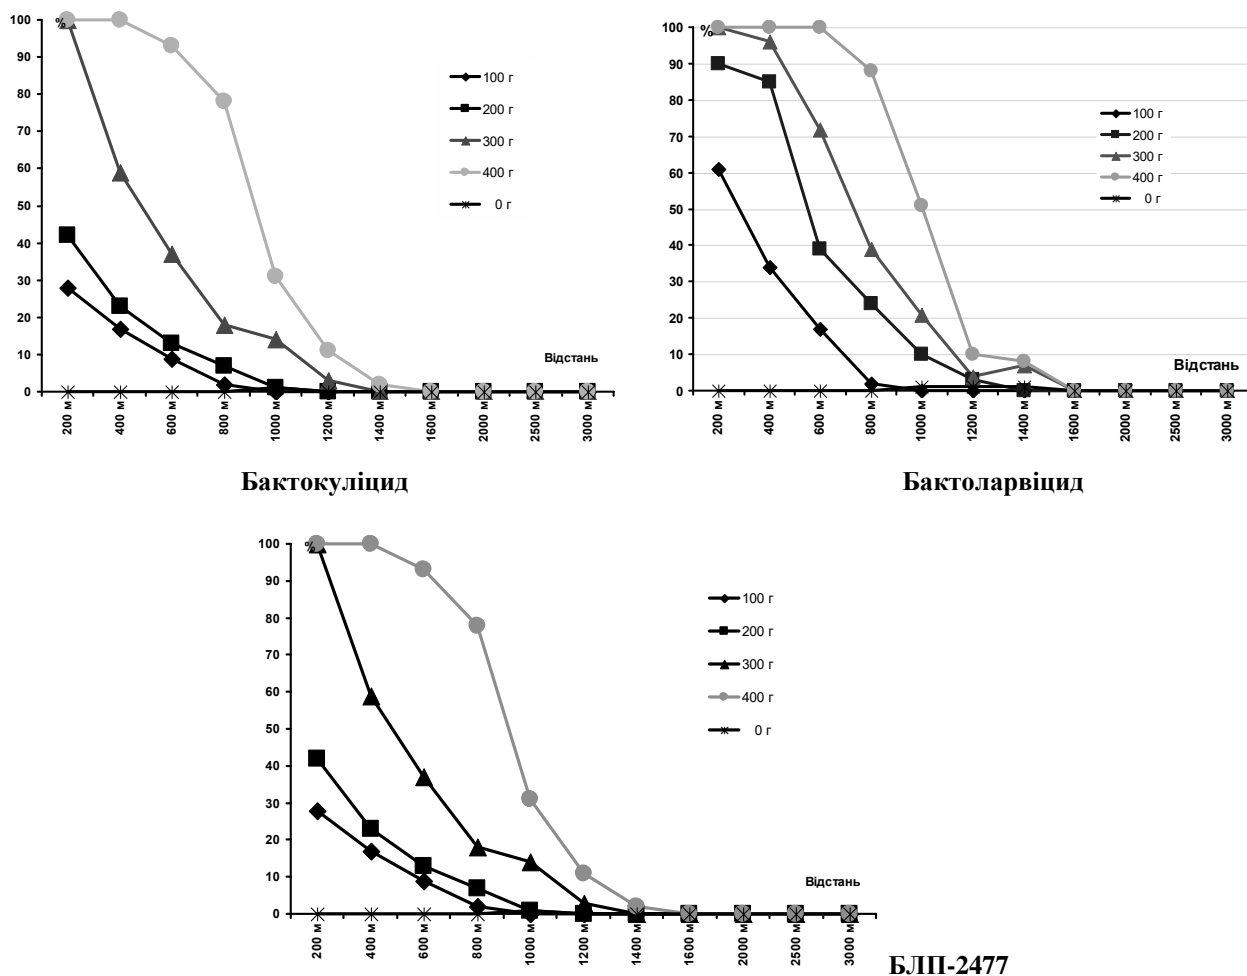 %
100
90
80
70
60
50
40
30
20
10
0
100 г
200 г
300 г
400 г
0 г
Відстань
200 м
400 м
600 м
800 м
1000 м
1200 м
1400 м
1600 м
2000 м
2500 м
3000 м
Бактокуліцид
%
100
90
80
70
60
50
40
30
20
10
0
100 г
200 г
300 г
400 г
0 г
Відстань
200 м
400 м
600 м
800 м
1000 м
1200 м
1400 м
1600 м
2000 м
2500 м
3000 м
Бактоларвіцид
%
100
90
80
70
60
50
40
30
20
10
0
100 г
200 г
300 г
400 г
0 г
Відстань
200 м
400 м
600 м
800 м
1000 м
1200 м
1400 м
1600 м
2000 м
2500 м
3000 м
БЛП-2477